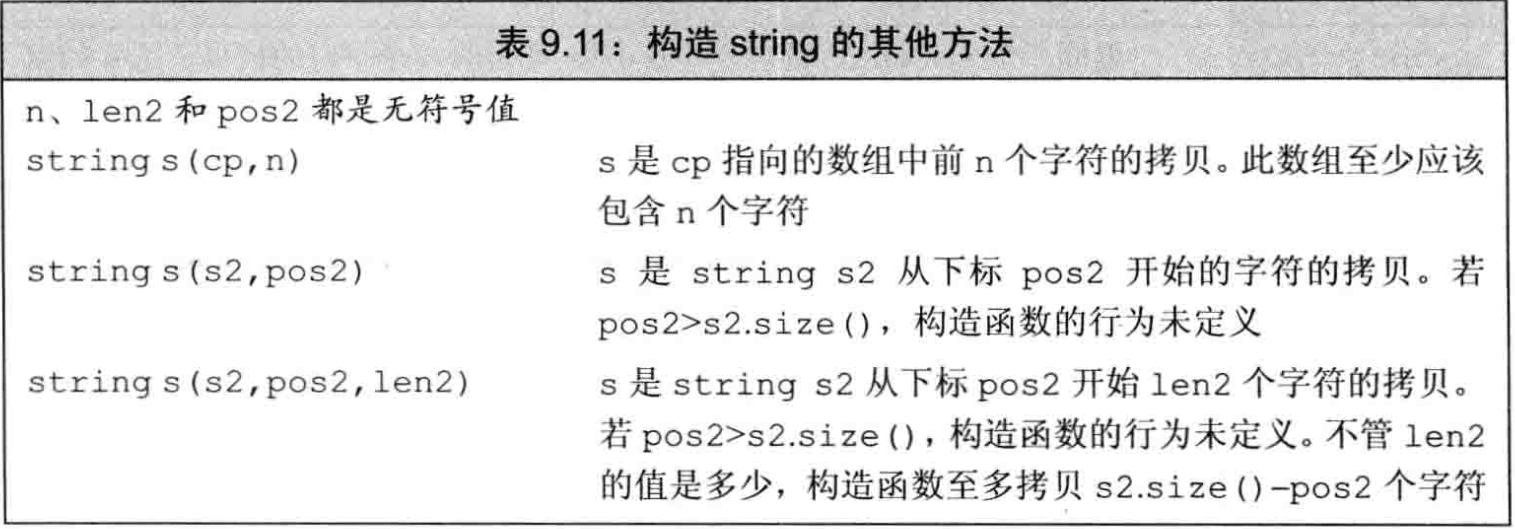 表 9.11：构造 string 的其他方法
n、len2 和 pos2 都是无符号值
string s(cp,n)
s 是 cp 指向的数组中前 n 个字符的拷贝。此数组至少应该
包含 n 个字符
string s(s2,pos2)
s 是 string s2 从下标 pos2 开始的字符的拷贝。若
pos2>s2.size()，构造函数的行为未定义
string s(s2,pos2,len2)
s 是 string s2 从下标 pos2 开始 len2 个字符的拷贝。
若 pos2>s2.size()，构造函数的行为未定义。不管 len2
的值是多少，构造函数至多拷贝 s2.size()–pos2 个字符